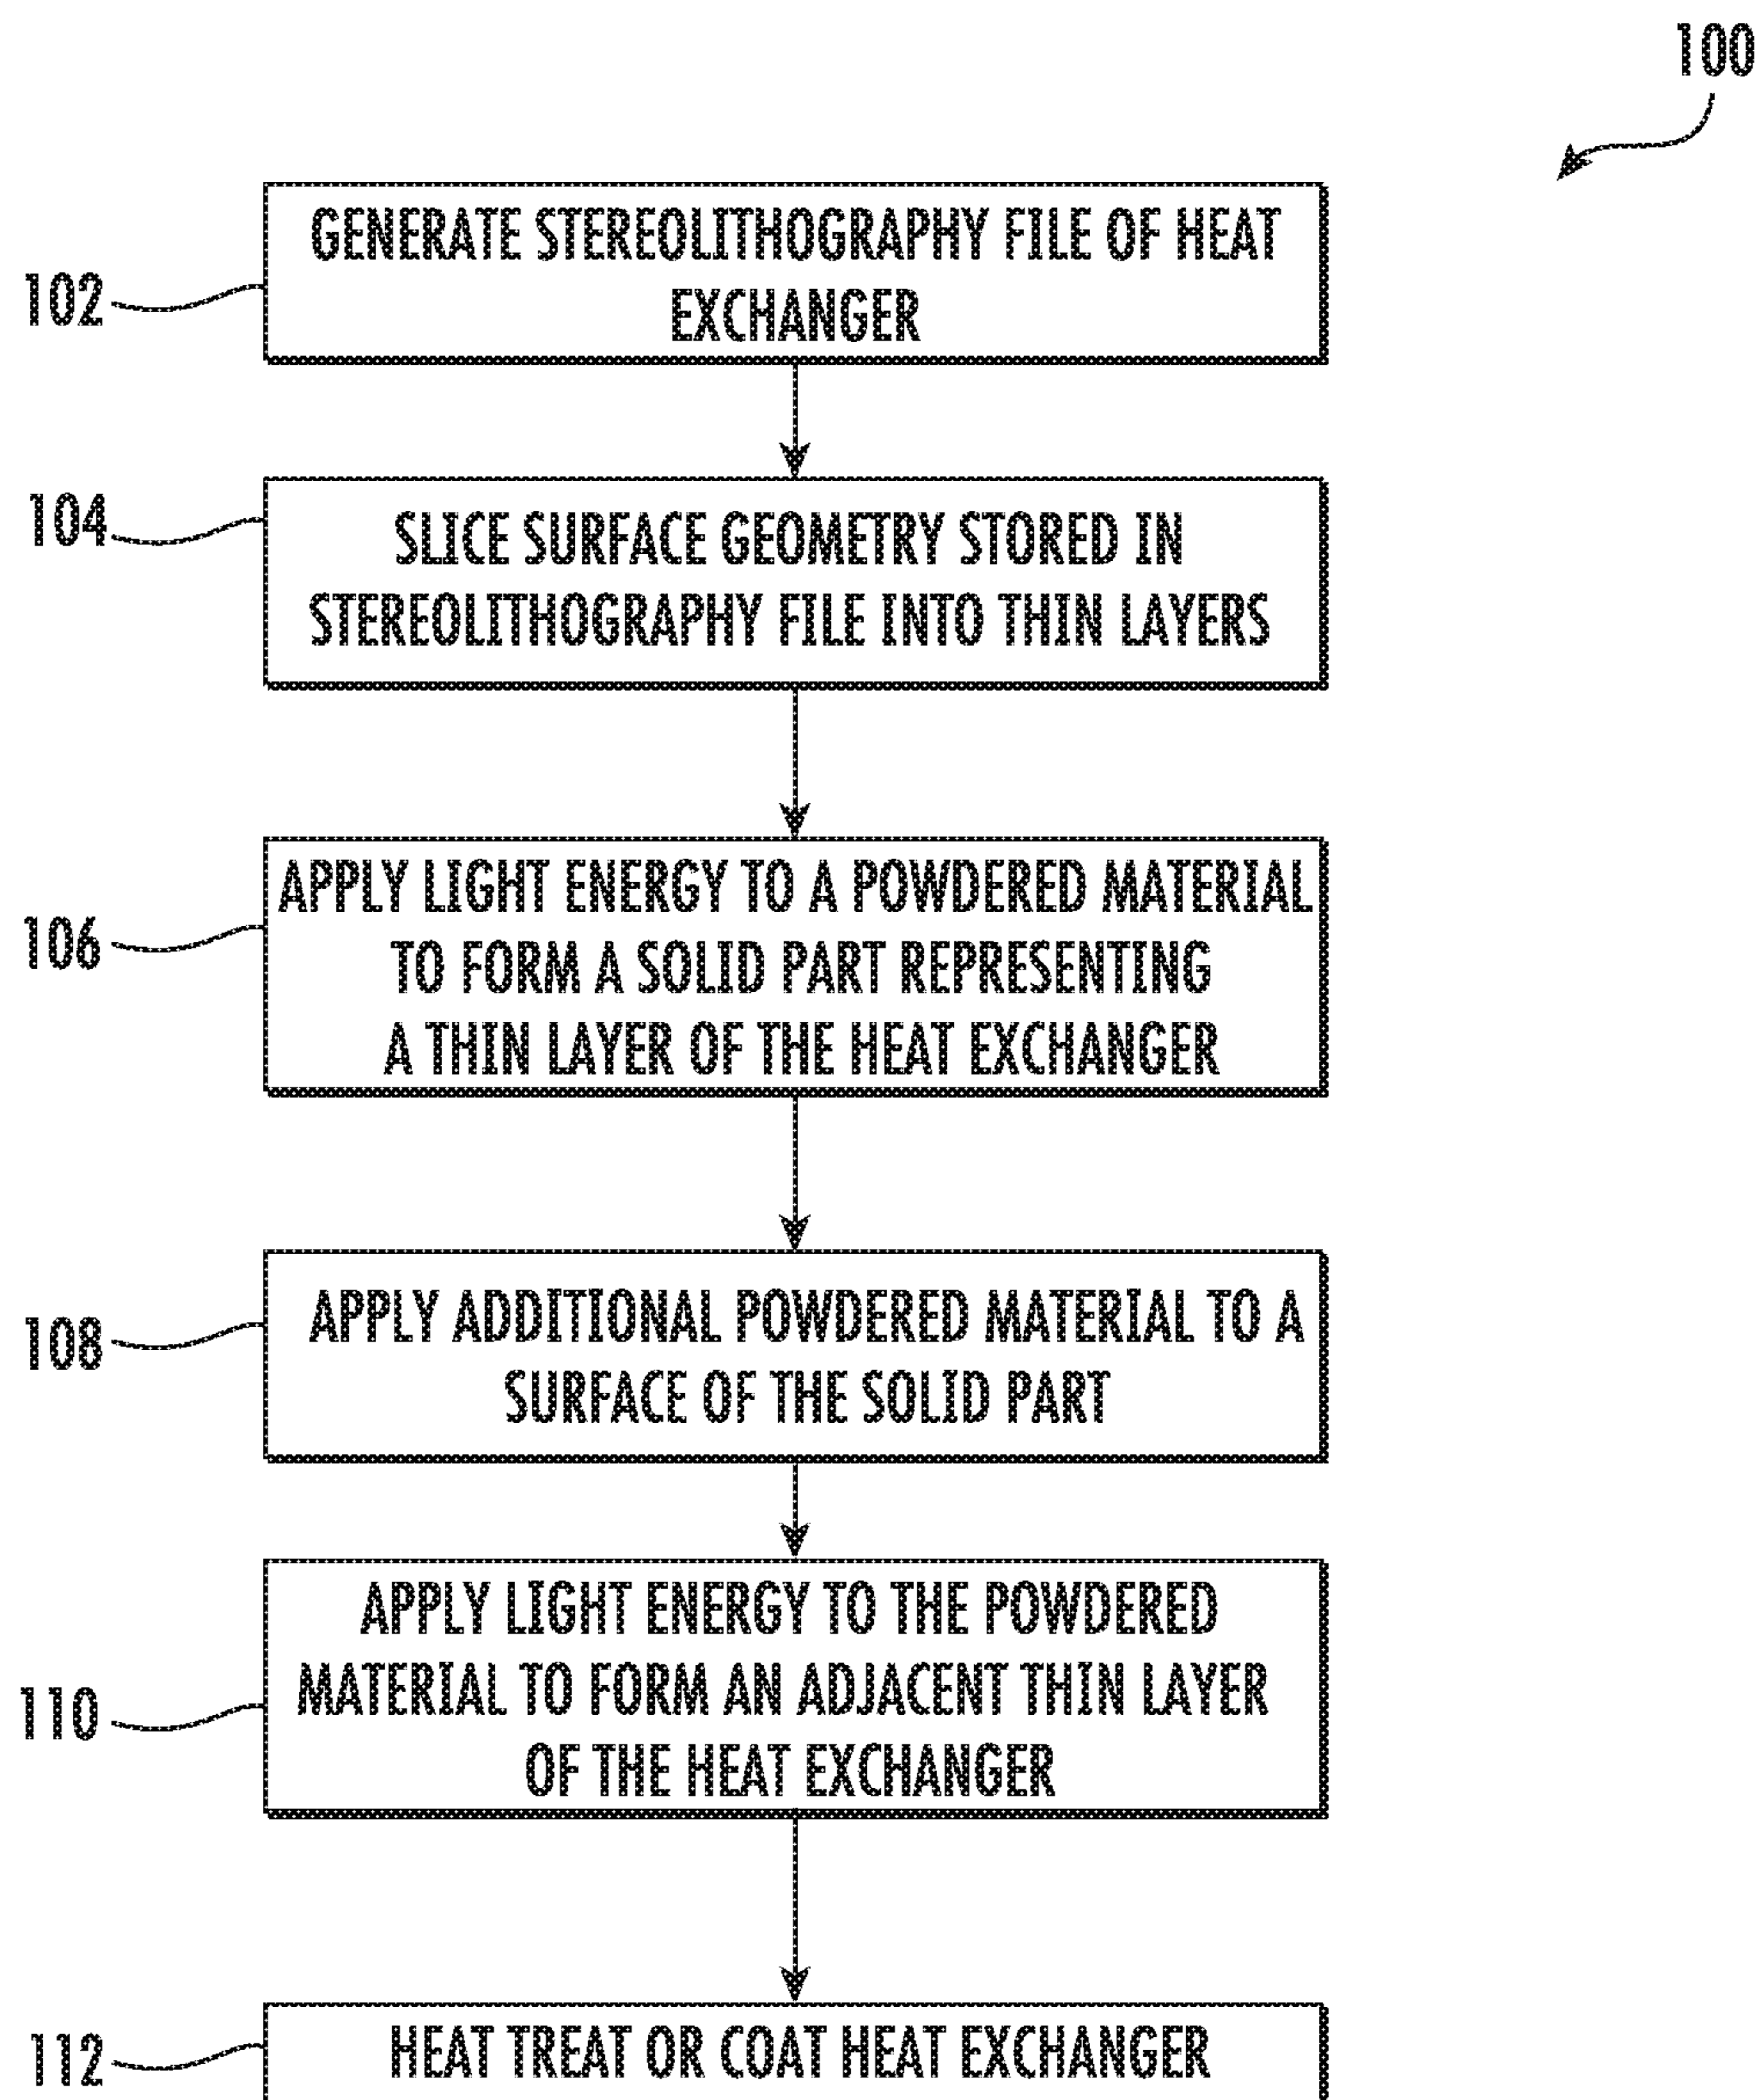 100
102
GENERATE STEREOLITHOGRAPHY FILE OF HEAT
EXCHANGER
104
SLICE SURFACE GEOMETRY STORED IN
STEREOLITHOGRAPHY FILE INTO THIN LAYERS
106
APPLY LIGHT ENERGY TO A POWDERED MATERIAL
TO FORM A SOLID PART REPRESENTING
A THIN LAYER OF THE HEAT EXCHANGER
108
APPLY ADDITIONAL POWDERED MATERIAL TO A
SURFACE OF THE SOLID PART
110
APPLY LIGHT ENERGY TO THE POWDERED
MATERIAL TO FORM AN ADJACENT THIN LAYER
OF THE HEAT EXCHANGER
112
HEAT TREAT OR COAT HEAT EXCHANGER